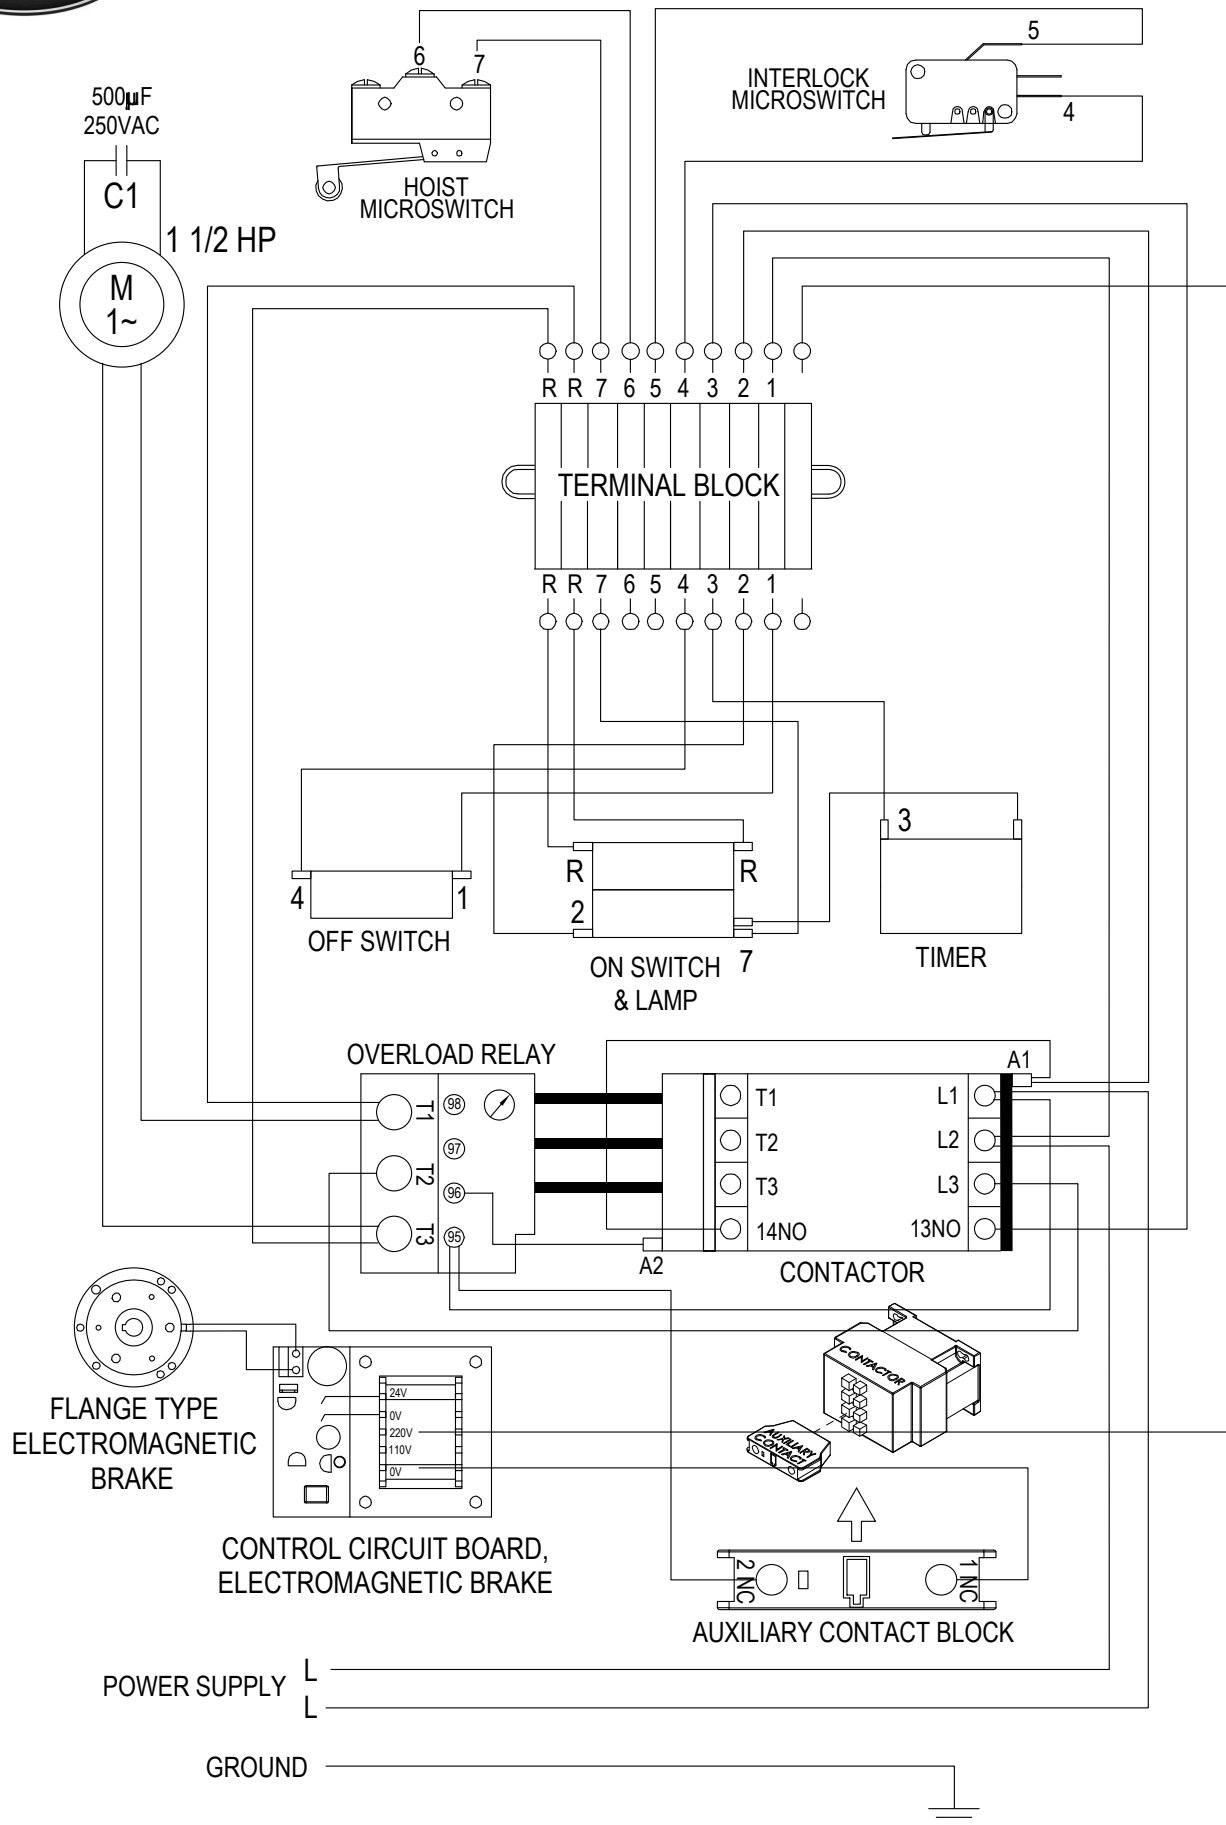 6
7
5
4
INTERLOCK
MICROSWITCH
500μF
250VAC
C1
1 1/2 HP
M
1~
HOIST
MICROSWITCH
R R 7 6 5 4 3 2 1
TERMINAL BLOCK
R R 7 6 5 4 3 2 1
4
1
OFF SWITCH
R
R
2
7
ON SWITCH
& LAMP
3
TIMER
OVERLOAD RELAY
T1
T2
T3
98
97
96
95
A1
T1
L1
T2
L2
T3
L3
14NO
13NO
A2
CONTACTOR
FLANGE TYPE
ELECTROMAGNETIC
BRAKE
24V
0V
220V
110V
0V
CONTROL CIRCUIT BOARD,
ELECTROMAGNETIC BRAKE
CONTACTOR
AUXILIARY
CONTACT
2 NC
1 NC
AUXILIARY CONTACT BLOCK
POWER SUPPLY
L
L
GROUND